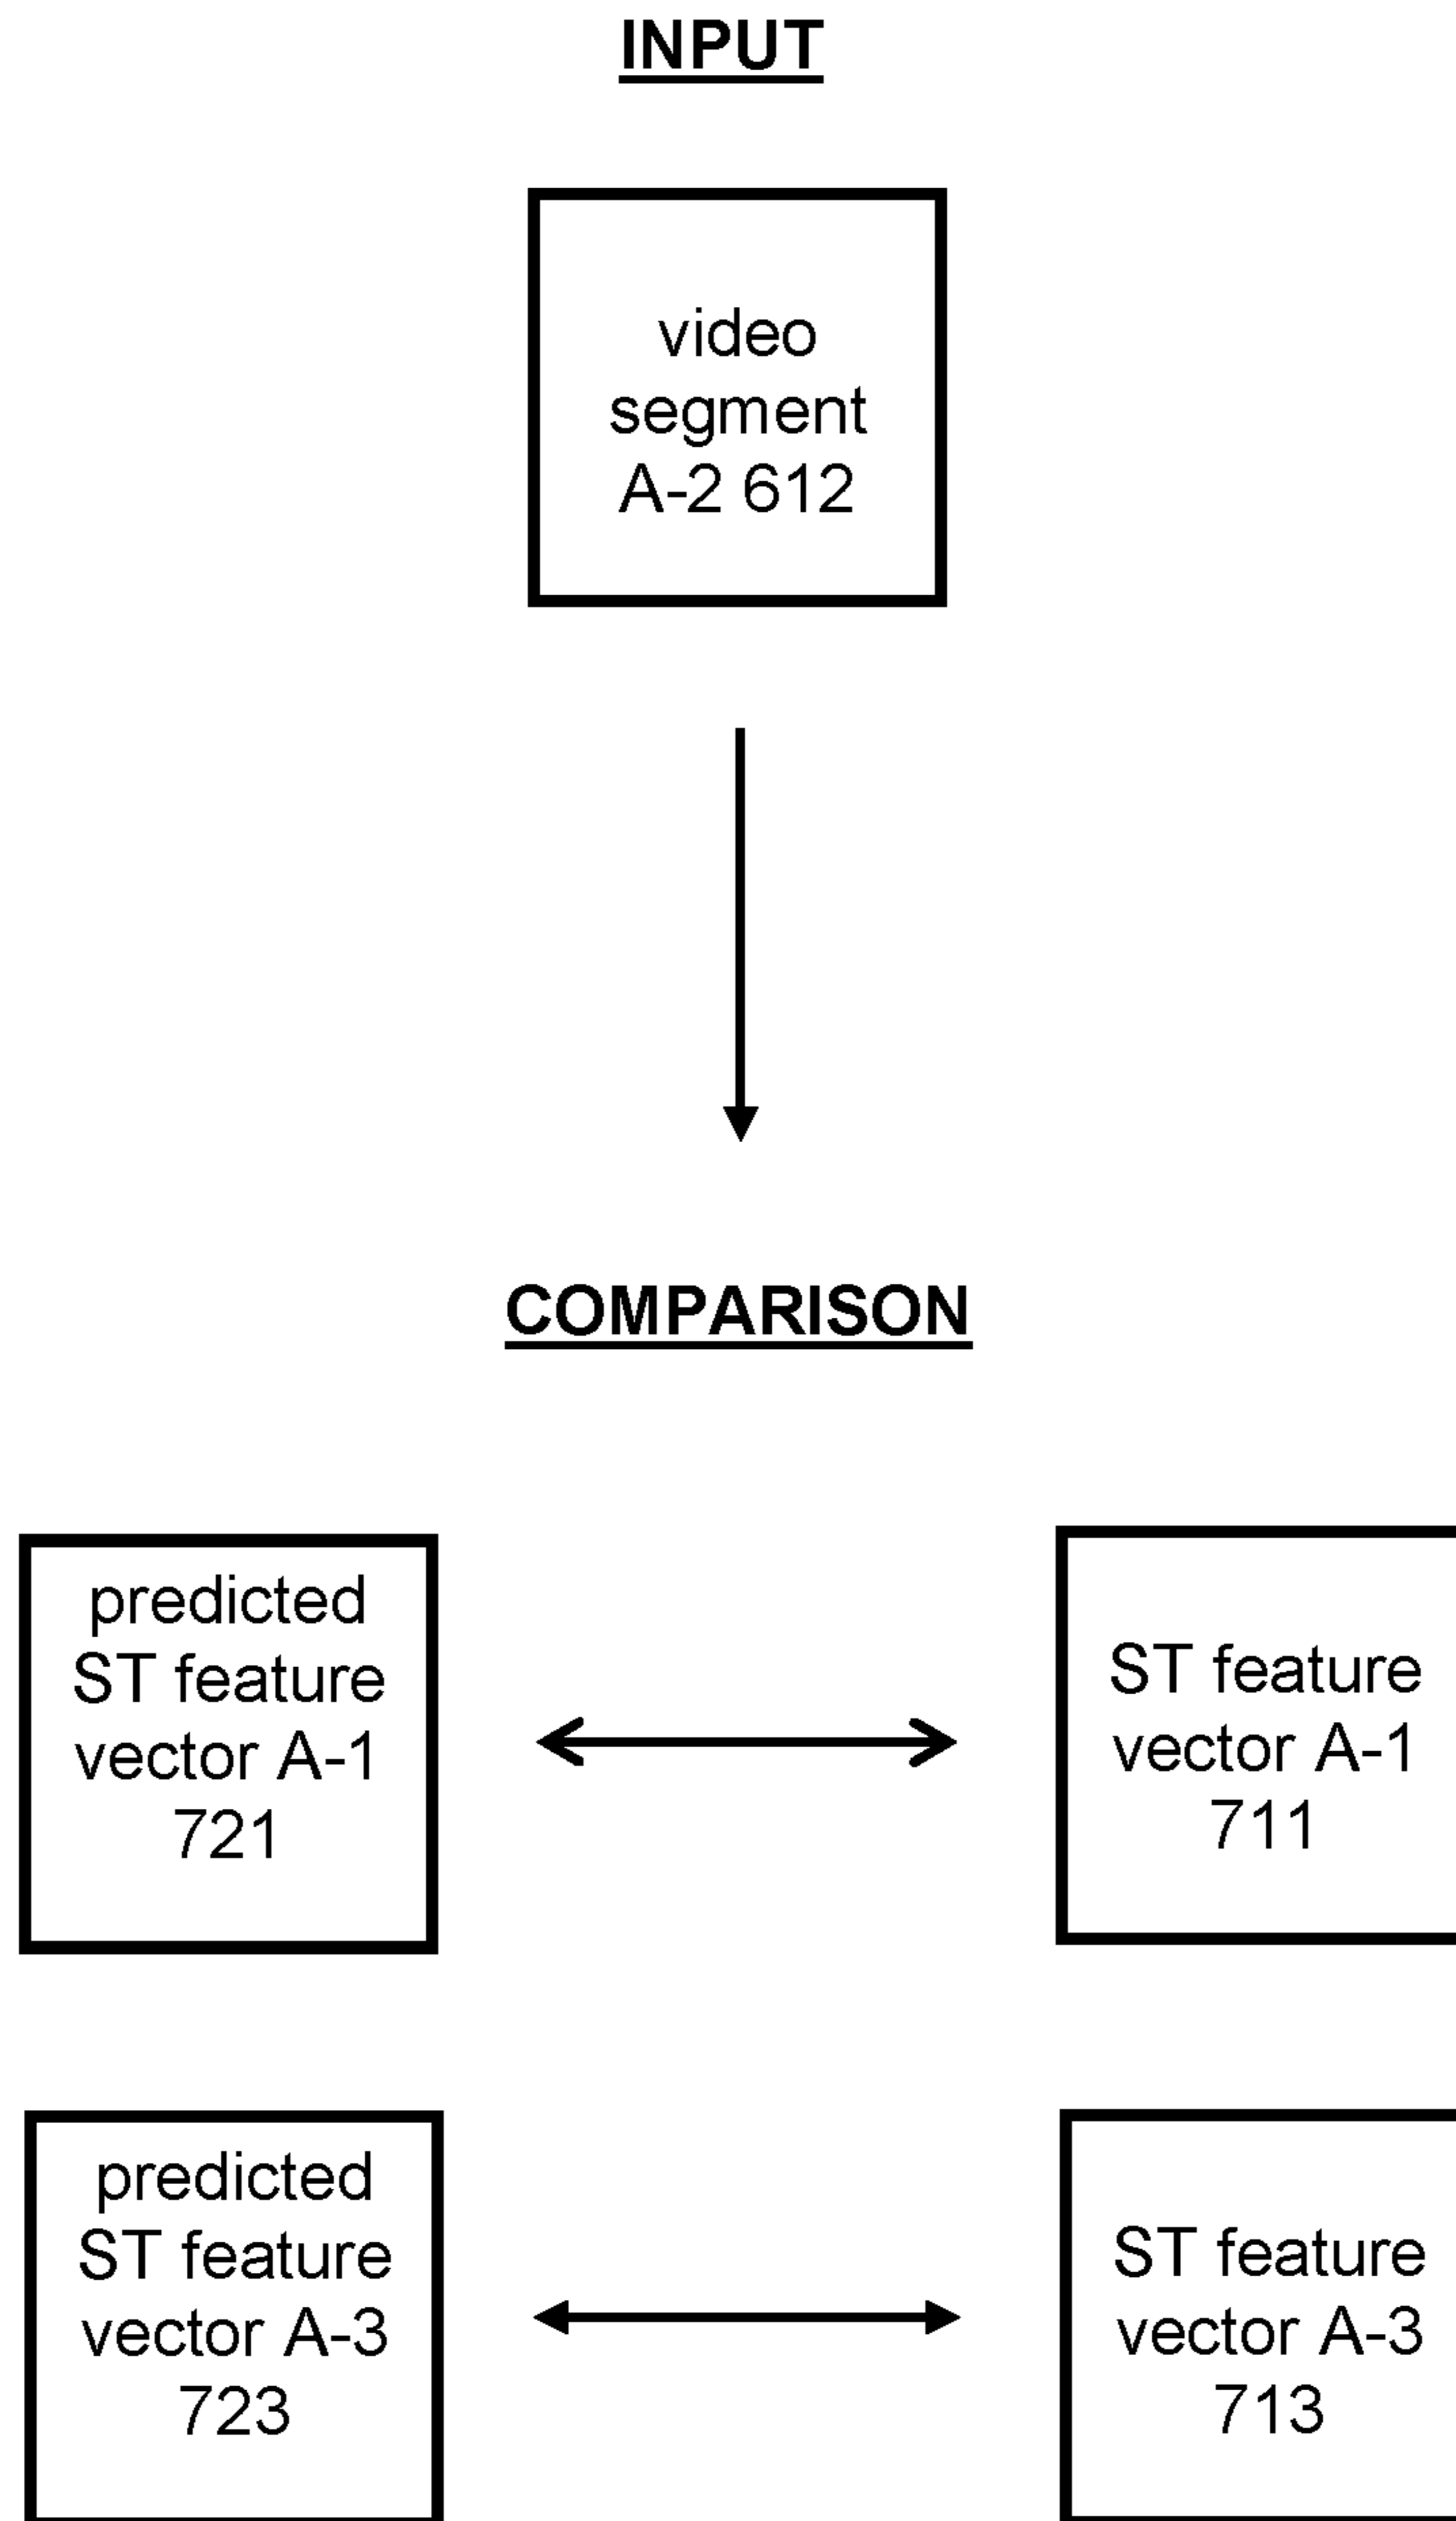 INPUT
video
segment
A-2 612
COMPARISON
predicted
ST feature
vector A-1
721
ST feature
vector A-1
711
predicted
ST feature
vector A-3
723
ST feature
vector A-3
713